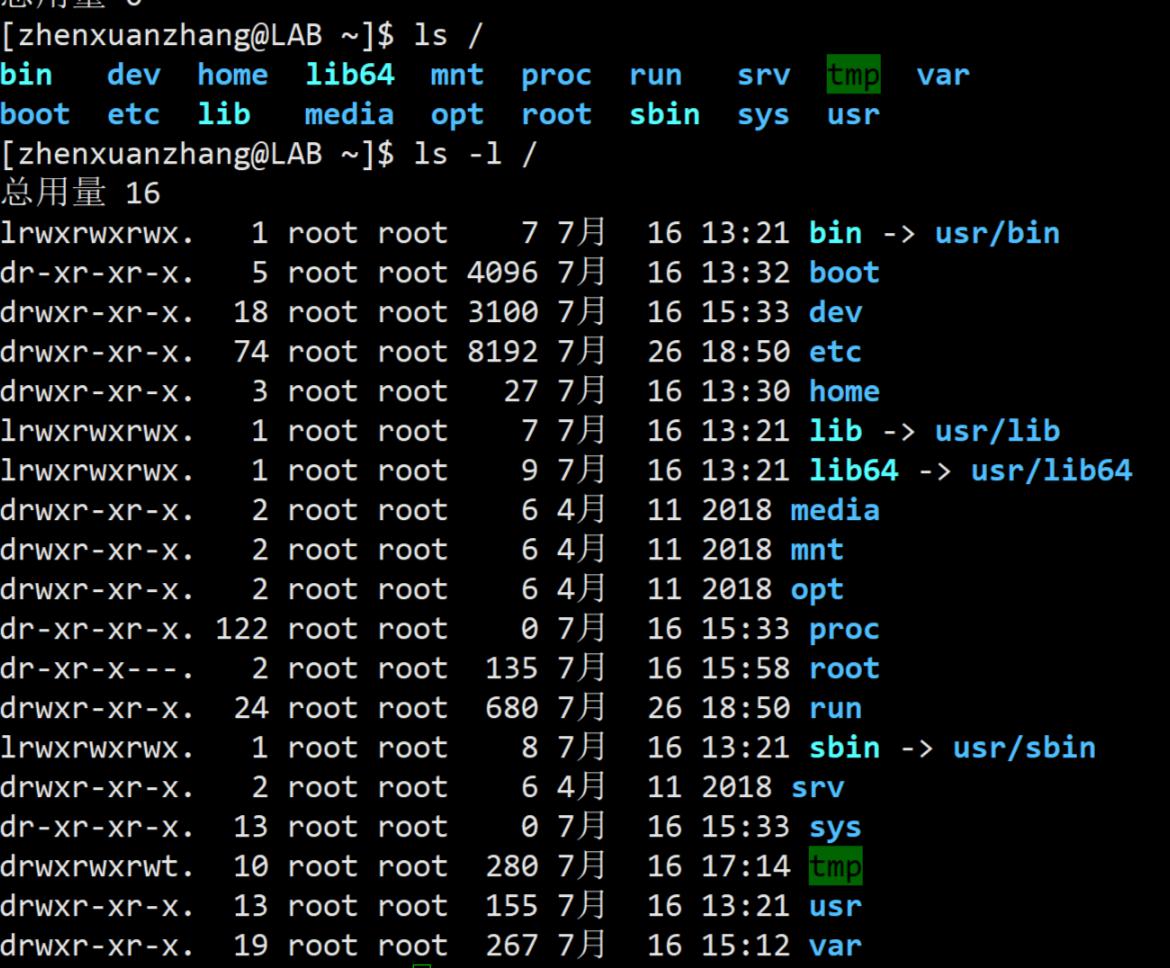 总用量 0
[zhenxuanzhang@LAB ~]$ ls /
bin   dev  home  lib64  mnt  proc  run   srv  tmp  var
boot  etc  lib   media  opt  root  sbin  sys  usr
[zhenxuanzhang@LAB ~]$ ls -l /
总用量 16
lrwxrwxrwx.   1 root root    7 7月  16 13:21 bin -> usr/bin
dr-xr-xr-x.   5 root root 4096 7月  16 13:32 boot
drwxr-xr-x.  18 root root 3100 7月  16 15:33 dev
drwxr-xr-x.  74 root root 8192 7月  26 18:50 etc
drwxr-xr-x.   3 root root   27 7月  16 13:30 home
lrwxrwxrwx.   1 root root    7 7月  16 13:21 lib -> usr/lib
lrwxrwxrwx.   1 root root    9 7月  16 13:21 lib64 -> usr/lib64
drwxr-xr-x.   2 root root    6 4月  11 2018 media
drwxr-xr-x.   2 root root    6 4月  11 2018 mnt
drwxr-xr-x.   2 root root    6 4月  11 2018 opt
dr-xr-xr-x. 122 root root    0 7月  16 15:33 proc
dr-xr-x---.   2 root root  135 7月  16 15:58 root
drwxr-xr-x.  24 root root  680 7月  26 18:50 run
lrwxrwxrwx.   1 root root    8 7月  16 13:21 sbin -> usr/sbin
drwxr-xr-x.   2 root root    6 4月  11 2018 srv
dr-xr-xr-x.  13 root root    0 7月  16 15:33 sys
drwxrwxrwt.  10 root root  280 7月  16 17:14 tmp
drwxr-xr-x.  13 root root  155 7月  16 13:21 usr
drwxr-xr-x.  19 root root  267 7月  16 15:12 var